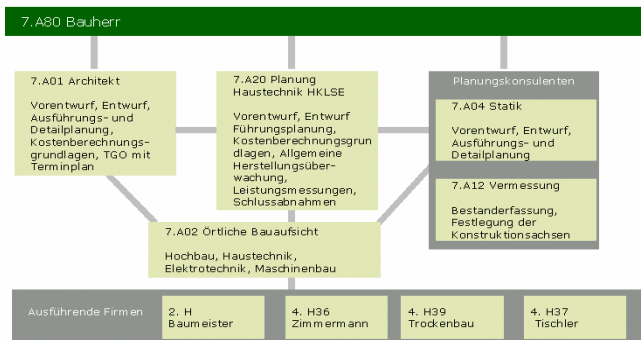 7.A80 Bauherr
7.A01 Architekt
Vorentwurf, Entwurf,
Ausführungs- und
Detailplanung,
Kostenberechnungs-
grundlagen, TGO mit
Terminplan
7.A20 Planung
Haustechnik HKLSE
Vorentwurf, Entwurf
Führungsplanung,
Kostenberechnungsgrun
dlagen, Allgemeine
Herstellungsüber-
wachung,
Leistungsmessungen,
Schlussabnahmen
Planungskonsulenten
7.A04 Statik
Vorentwurf, Entwurf,
Ausführungs- und
Detailplanung
7.A12 Vermessung
Bestanderfassung,
Festlegung der
Konstruktionsachsen
7.A02 Örtliche Bauaufsicht
Hochbau, Haustechnik,
Elektrotechnik, Maschinenbau
Ausführende Firmen
2. H
Baumeister
4. H36
Zimmermann
4. H39
Trockenbau
4. H37
Tischler